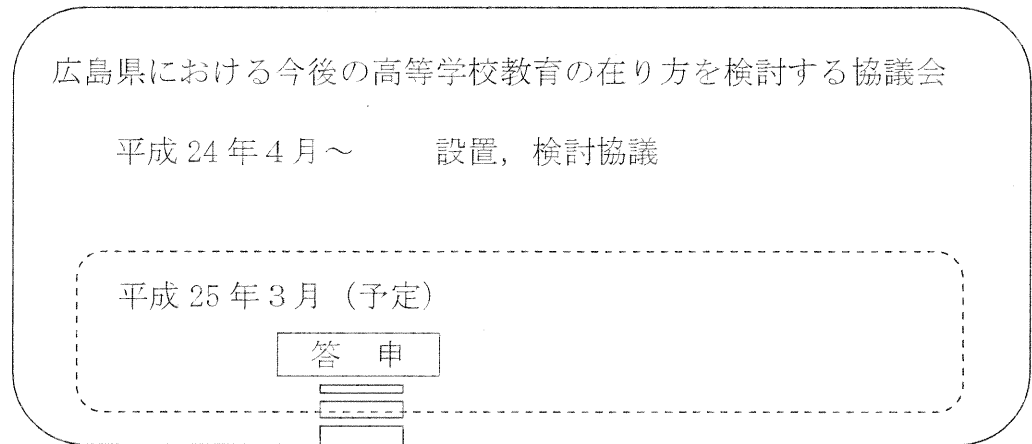 広島県における今後の高等学校教育の在り方を検討する協議会
平成24年4月～　　設置，検討協議
平成25年3月（予定）
答　申